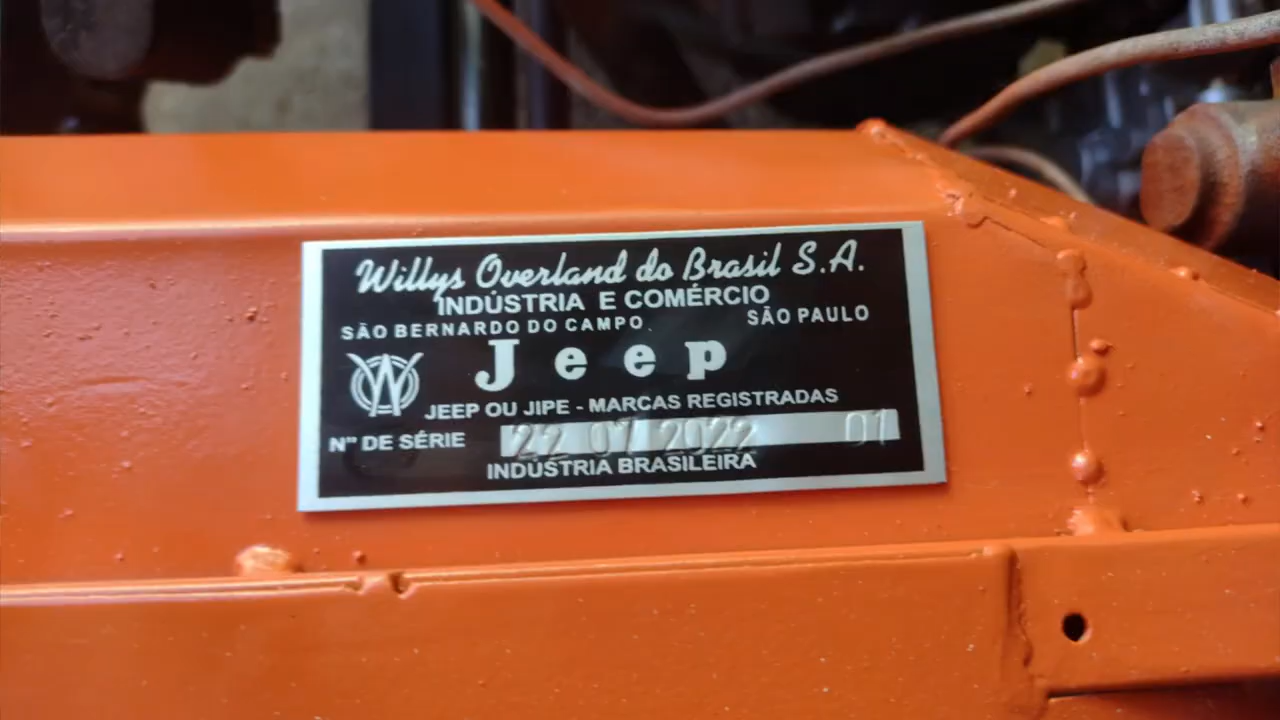 Willys Overland do Brasil S.A.
INDÚSTRIA E COMÉRCIO
SÃO BERNARDO DO CAMPO. SÃO PAULO
W
Jeep
JEEP OU JIPE - MARCAS REGISTRADAS
N" DE SÉRIE 22 07 2022 01
INDÚSTRIA BRASILEIRA